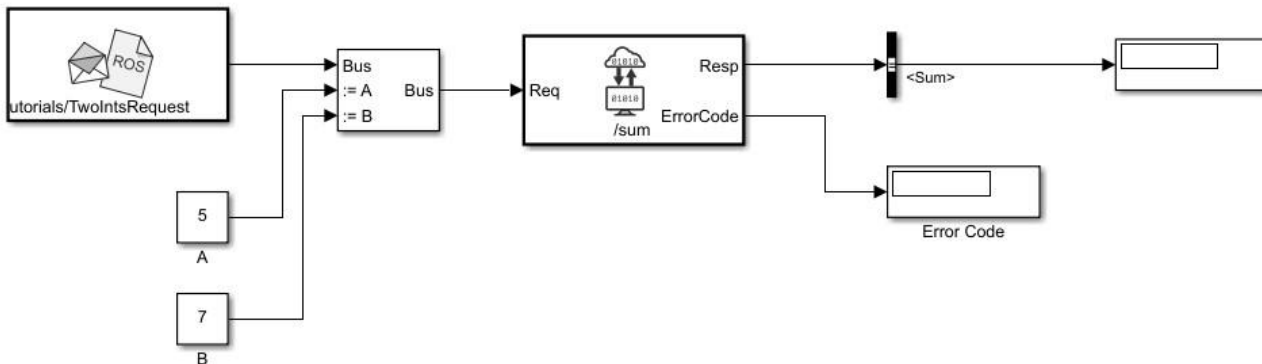 ROS
utorials/TwoIntsRequest
Bus
:= A
:= B
Bus
Req
01010
01010
/sum
Resp
ErrorCode
<Sum>
Error Code
5
A
7
B